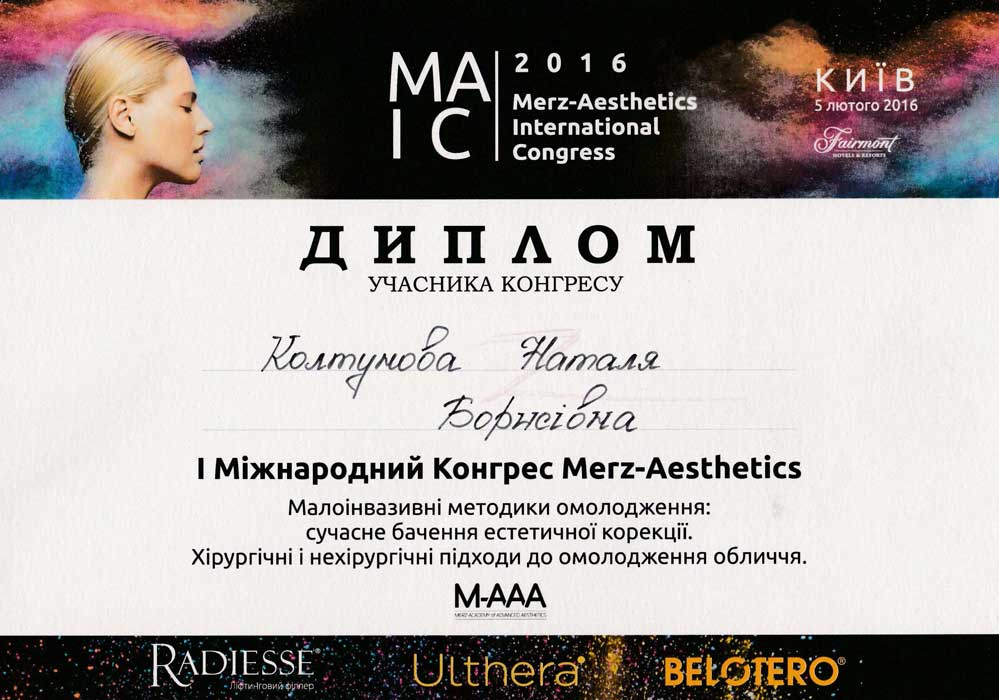 MA
IC
2016
Merz-Aesthetics
International
Congress
КИЇВ
5 лютого 2016
Fairmont
HOTELS & RESORTS
ДИПЛОМ
УЧАСНИКА КОНГРЕСУ
Колтунова Наталя
Борисівна
І Міжнародний Конгрес Merz-Aesthetics
Малоінвазивні методики омолодження:
сучасне бачення естетичної корекції.
Хірургічні і нехірургічні підходи до омолодження обличчя.
M-AAA
MERZ ACADEMY of ADVANCED AESTHETICS
RADIESSE®
Ліфтинговий філлер
Ulthera
BELOTERO®